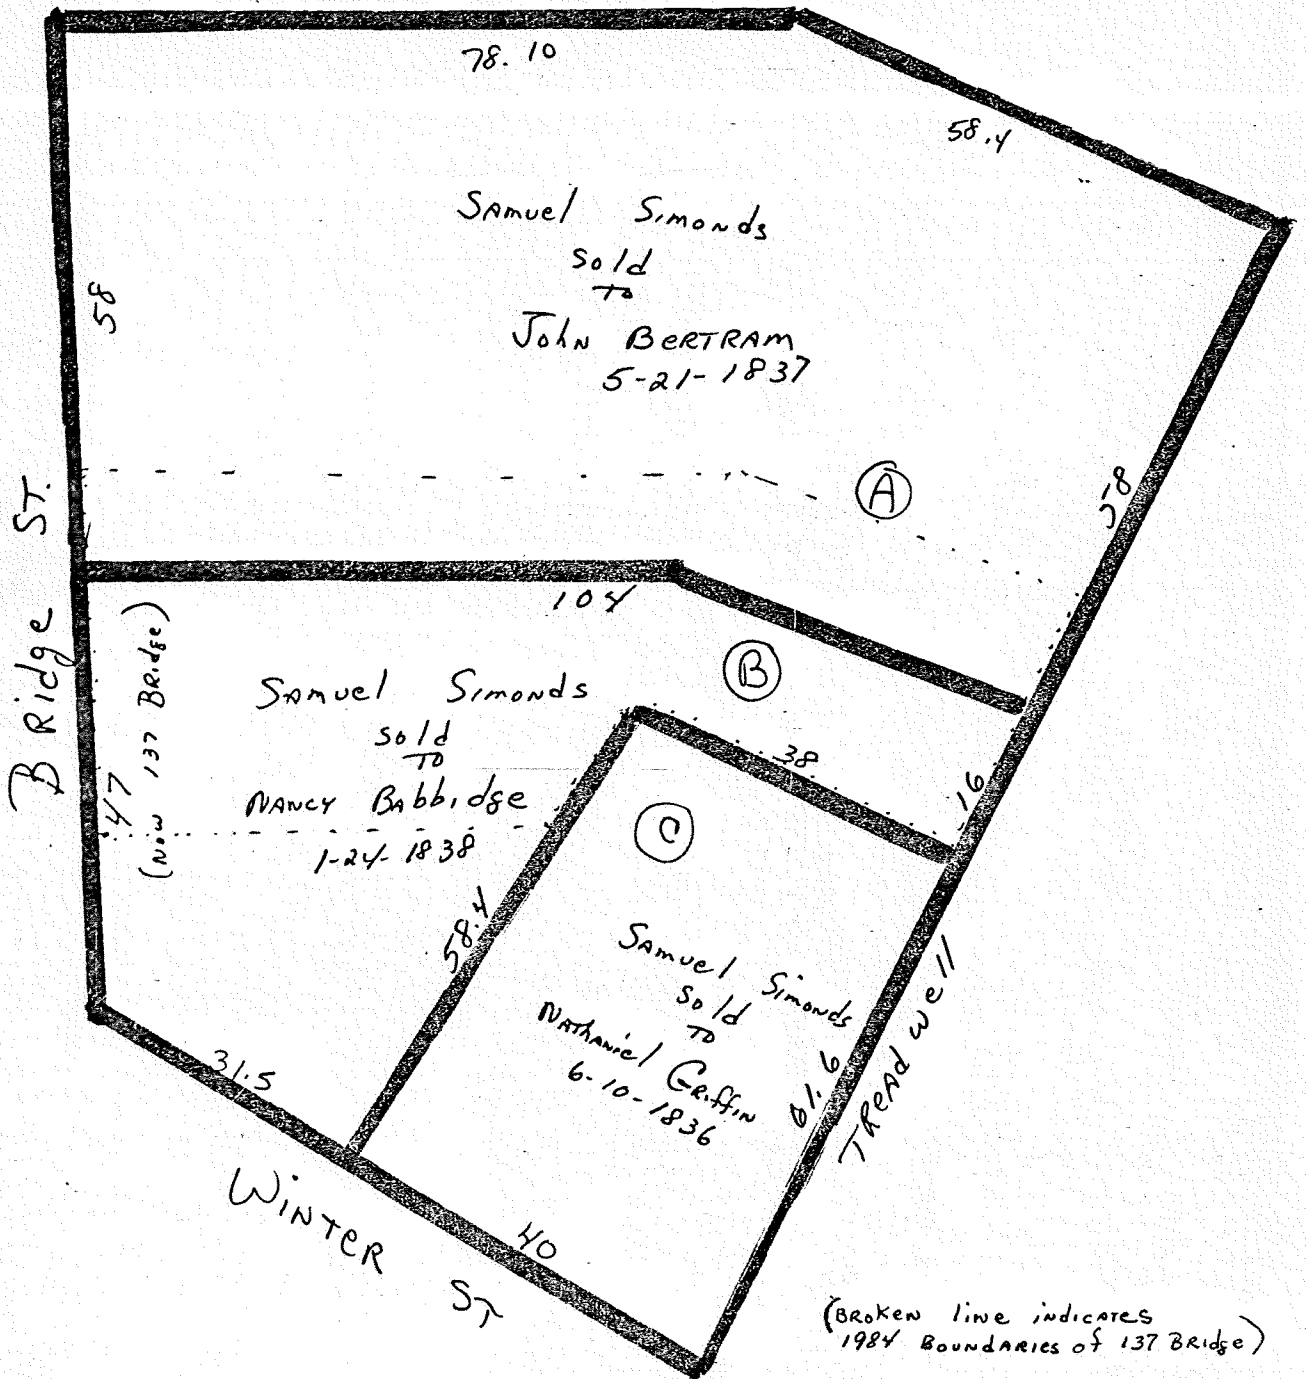 78.10
58.4
Samuel Simonds
Sold
To
John Bertram
5-21-1837
58
58
A
Bridge St.
104
B
Samuel Simonds
Sold
To
Nancy Babbidge
1-24-1838
47
(Now 137 Bridge)
38
16
C
58.4
Samuel Simonds
Sold
To
Nathaniel Griffin
6-10-1836
61.6
Treadwell
31.5
40
Winter St
(Broken line indicates
1984 Boundaries of 137 Bridge)